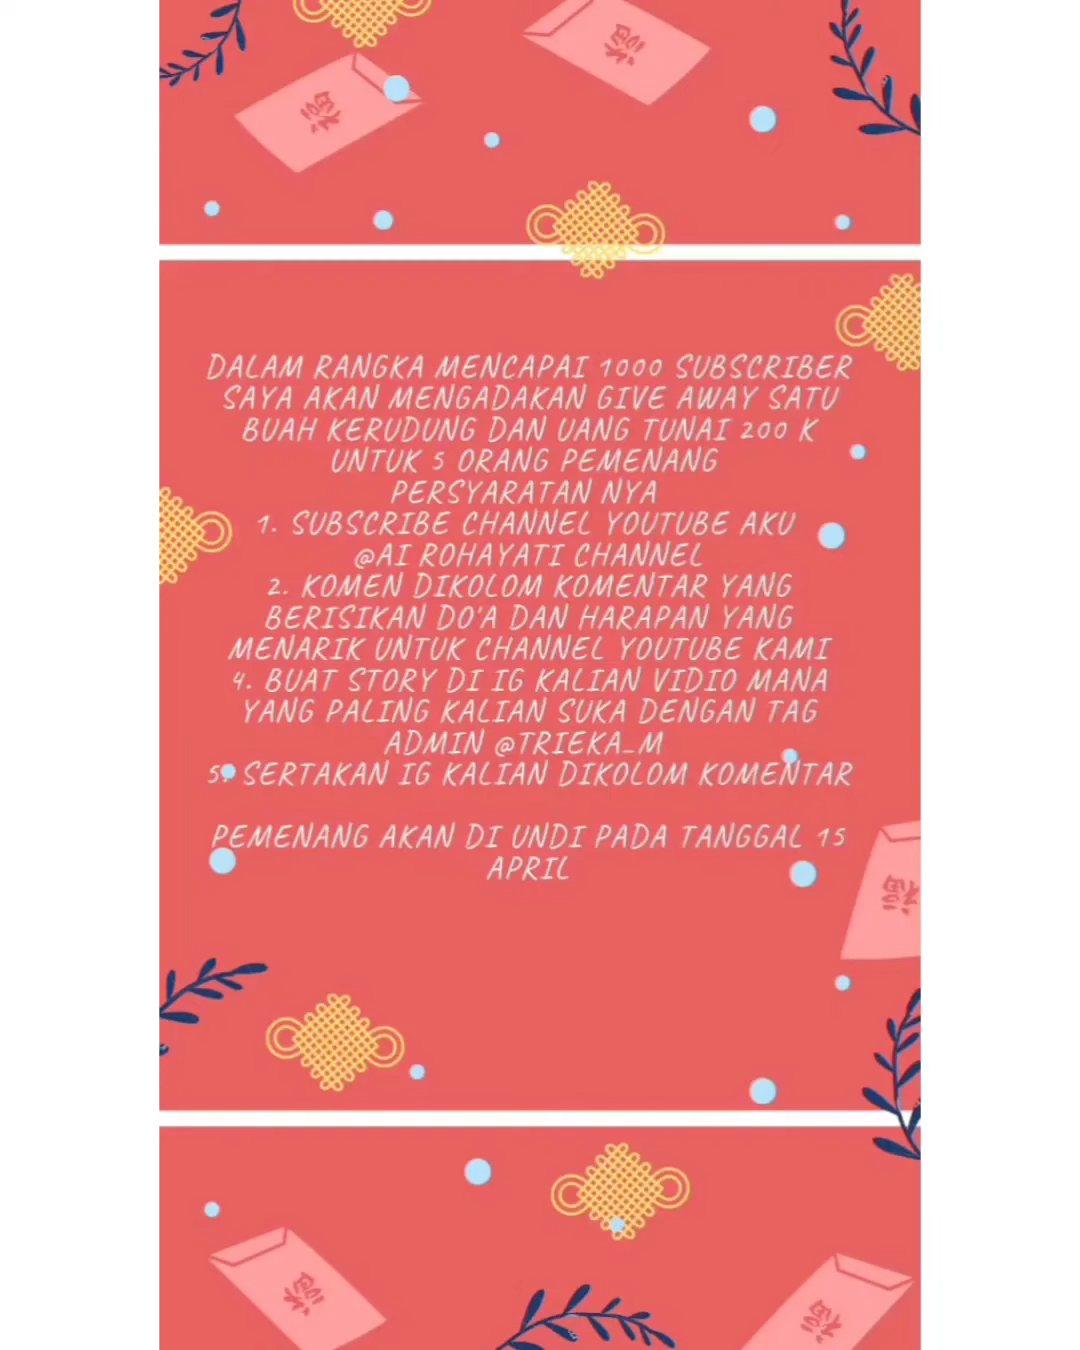 DALAM RANGKA MENCAPAI 1000 SUBSCRIBER
SAYA AKAN MENGADAKAN GIVE AWAY SATU
BUAH KERUDUNG DAN UANG TUNAI 200 K
UNTUK 5 ORANG PEMENANG
PERSYARATAN NYA
1. SUBSCRIBE CHANNEL YOUTUBE AKU
@AI ROHAYATI CHANNEL
2. KOMEN DIKOLOM KOMENTAR YANG
BERISIKAN DO'A DAN HARAPAN YANG
MENARIK UNTUK CHANNEL YOUTUBE KAMI
4. BUAT STORY DI IG KALIAN VIDIO MANA
YANG PALING KALIAN SUKA DENGAN TAG
ADMIN @TRIEKA_M
5. SERTAKAN IG KALIAN DIKOLOM KOMENTAR
PEMENANG AKAN DI UNDI PADA TANGGAL 15
APRIL